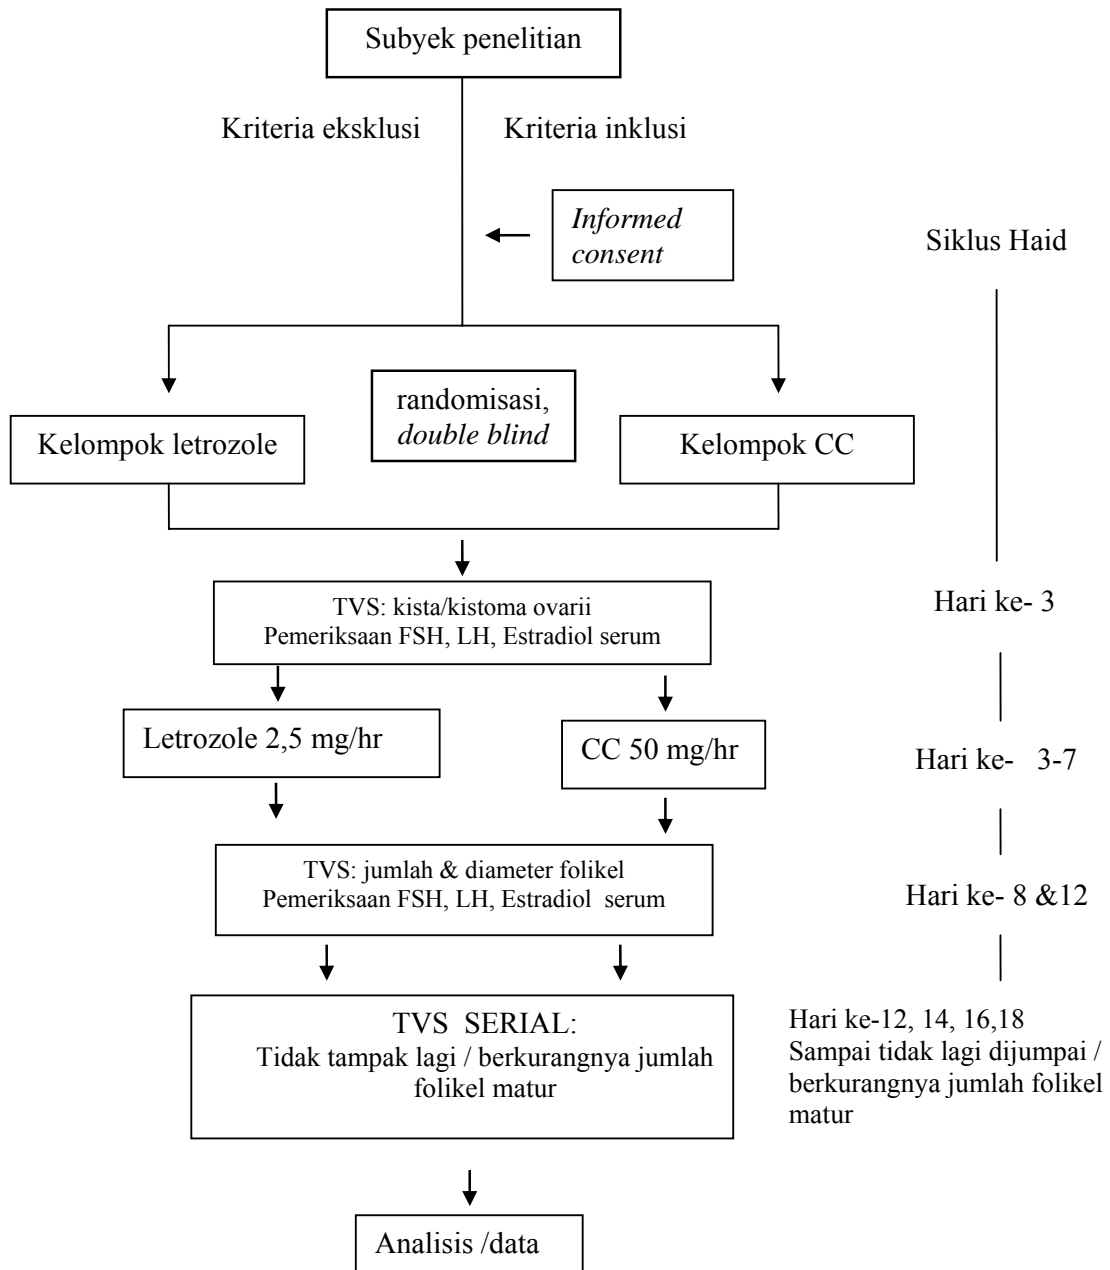 Subyek penelitian
Kriteria eksklusi
Kriteria inklusi
Informed
consent
Siklus Haid
randomisasi,
double blind
Kelompok letrozole
Kelompok CC
TVS: kista/kistoma ovarii
Pemeriksaan FSH, LH, Estradiol serum
Hari ke- 3
Letrozole 2,5 mg/hr
CC 50 mg/hr
Hari ke- 3-7
TVS: jumlah & diameter folikel
Pemeriksaan FSH, LH, Estradiol serum
Hari ke- 8 &12
TVS SERIAL:
Tidak tampak lagi / berkurangnya jumlah
folikel matur
Hari ke-12, 14, 16,18
Sampai tidak lagi dijumpai /
berkurangnya jumlah folikel
matur
Analisis /data